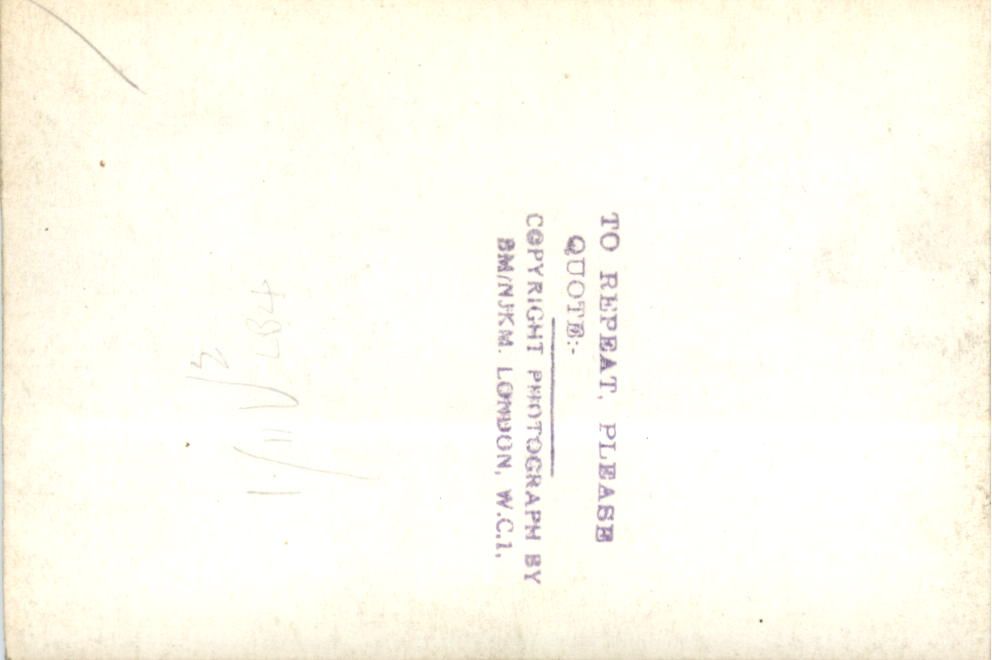 TO REPEAT, PLEASE
QUOTE:-
COPYRIGHT PHOTOGRAPH BY
BM/NJKM. LONDON, W.C.1.